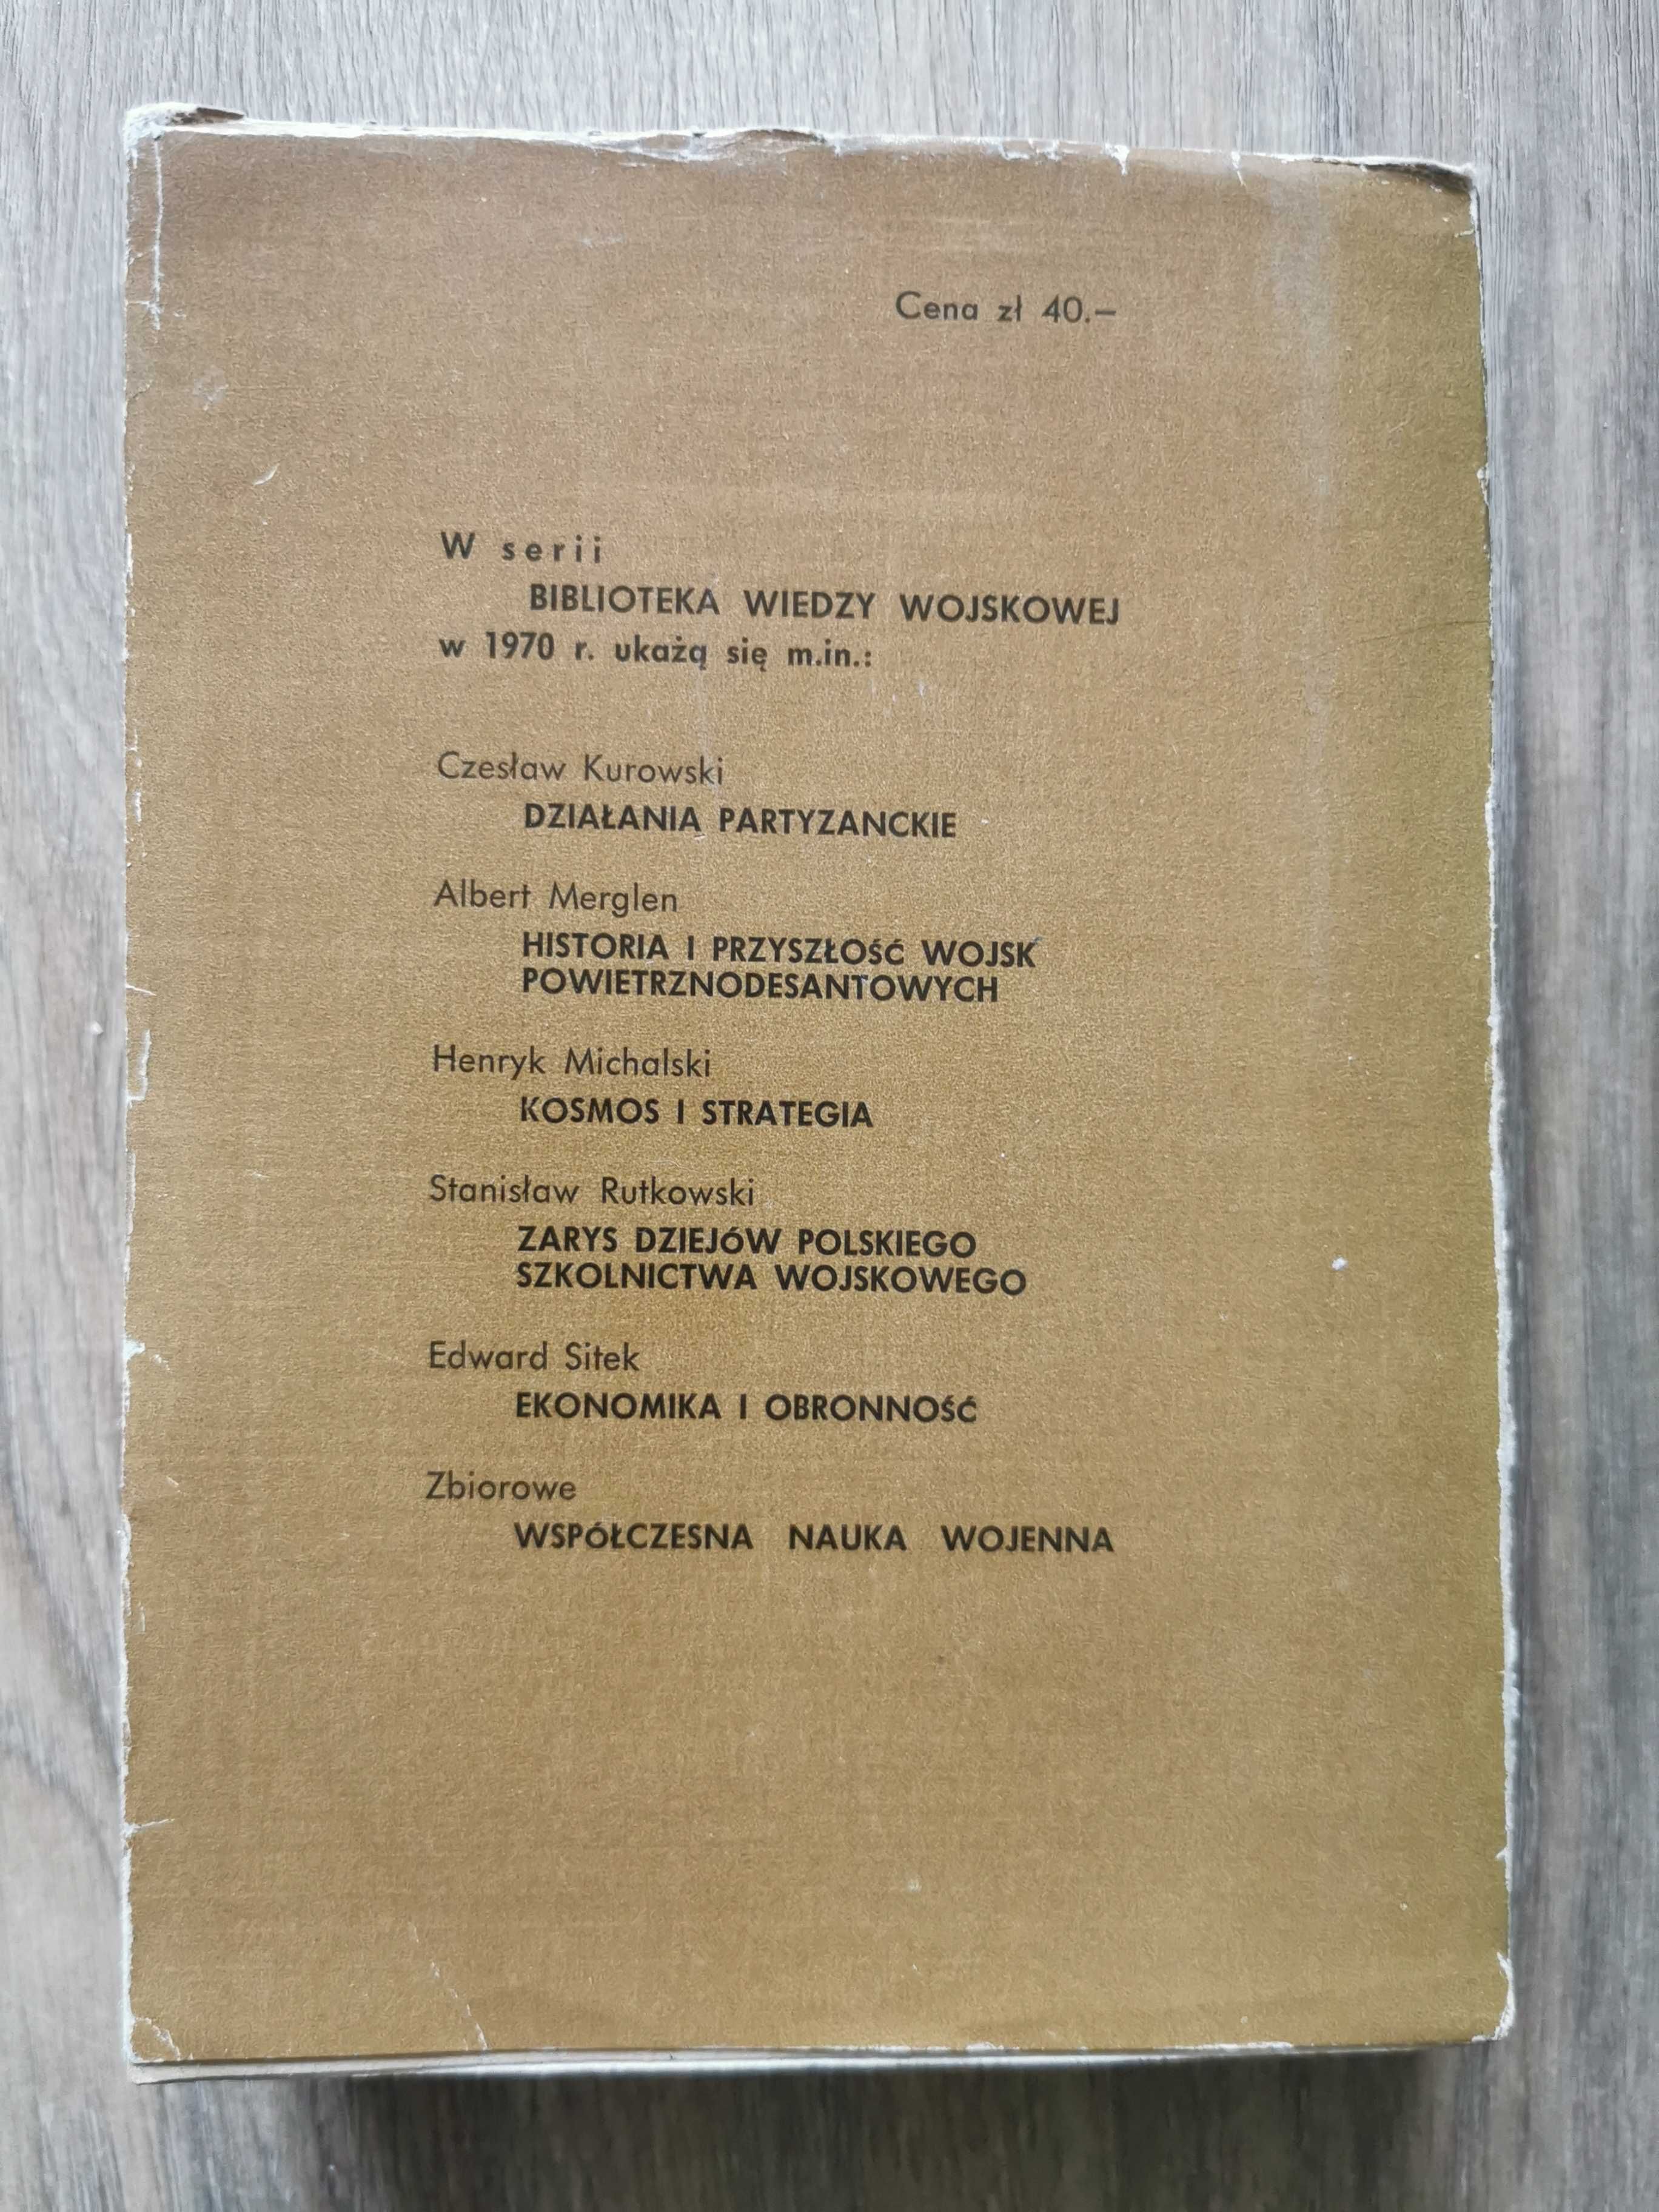 Cena zł 40.–
W serii
BIBLIOTEKA WIEDZY WOJSKOWEJ
w 1970 r. ukażą się m.in.:
Czesław Kurowski
DZIAŁANIA PARTYZANCKIE
Albert Merglen
HISTORIA I PRZYSZŁOŚĆ WOJSK
POWIETRZNODESANTOWYCH
Henryk Michalski
KOSMOS I STRATEGIA
Stanisław Rutkowski
ZARYS DZIEJÓW POLSKIEGO
SZKOLNICTWA WOJSKOWEGO
Edward Sitek
EKONOMIKA I OBRONNOŚĆ
Zbiorowe
WSPÓŁCZESNA NAUKA WOJENNA